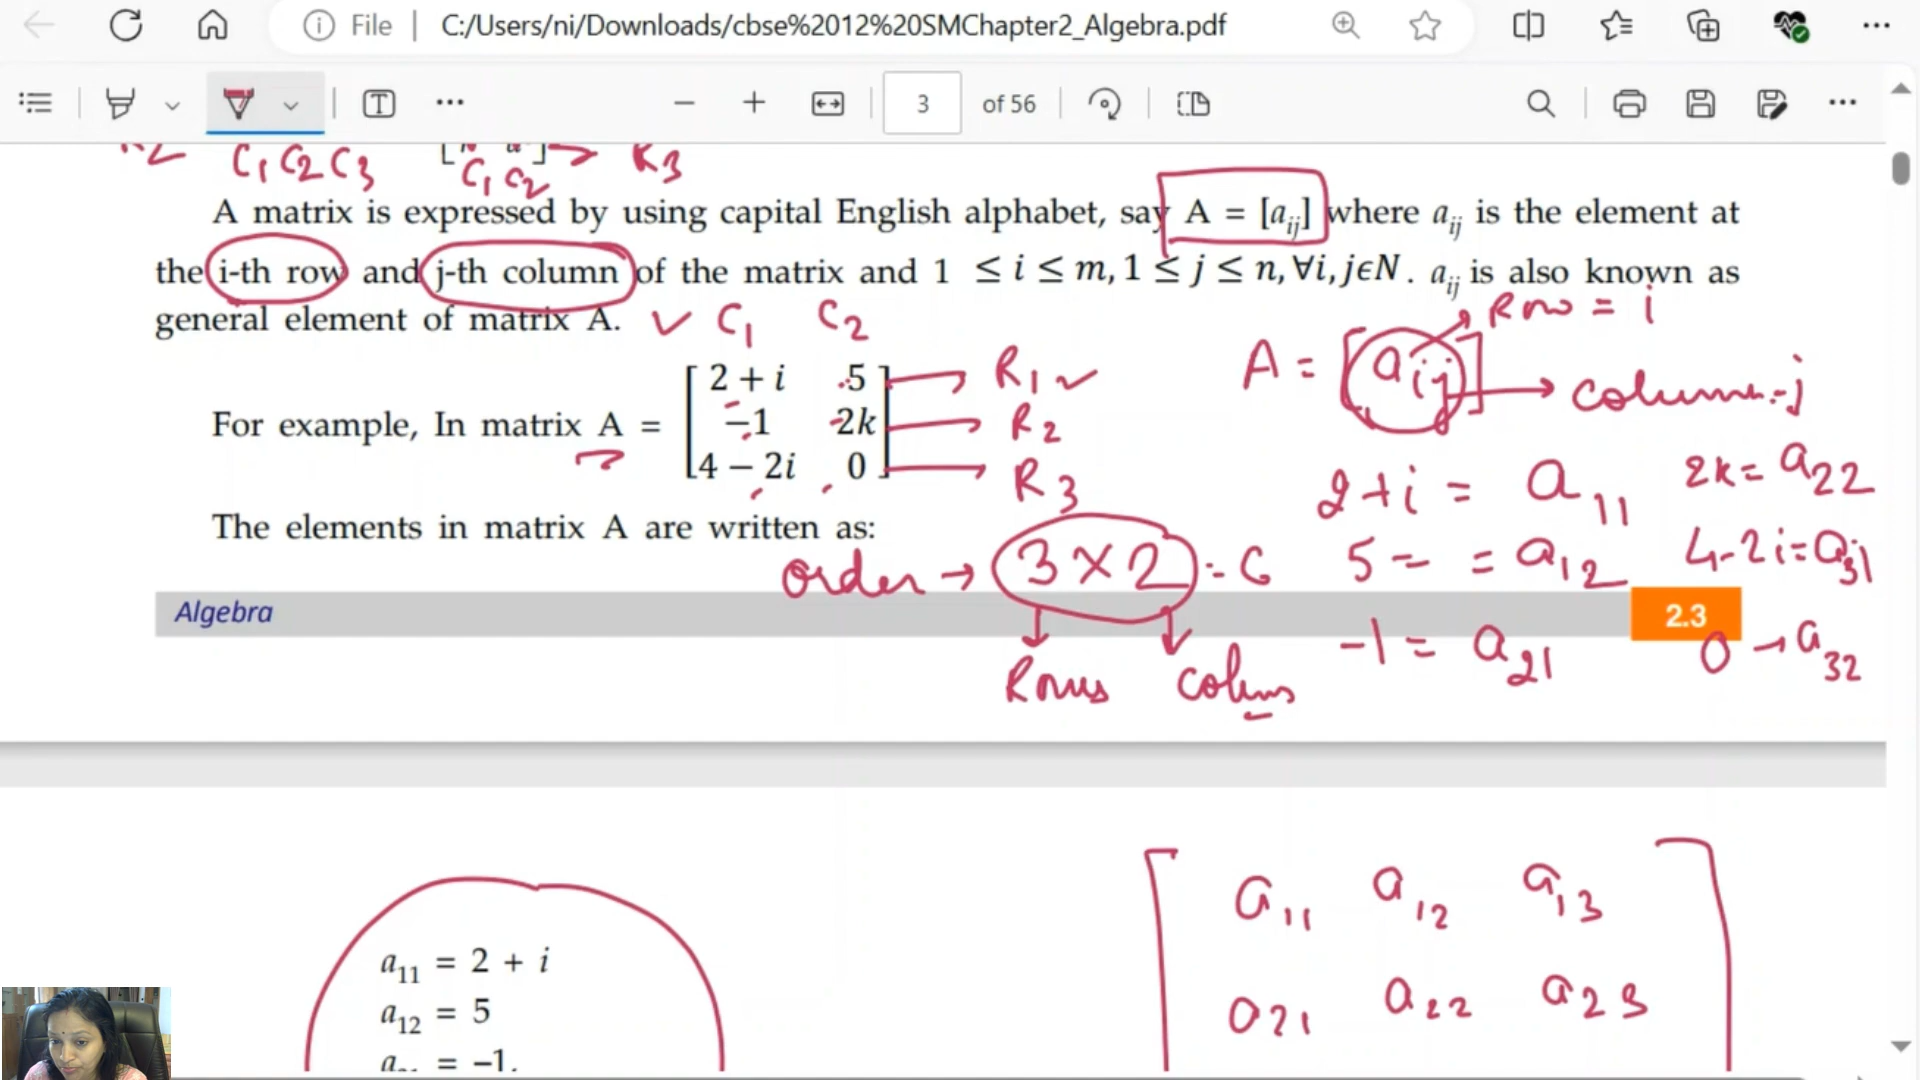 File | C:/Users/ni/Downloads/cbse%2012%20SMChapter2_Algebra.pdf
3 of 56
C1 C2 C3 C1 C2 R3
A matrix is expressed by using capital English alphabet, say A = [aij] where aij is the element at
the i-th row and j-th column of the matrix and 1 ≤ i ≤ m, 1 ≤ j ≤ n, ∀i, jϵN. aij is also known as
general element of matrix A.
C1 C2
Row = i
A = [aij]
column = j
For example, In matrix A =
2 + i 5
−1 2k
4 − 2i 0
R1
R2
R3
2+i = a11
2k = a22
The elements in matrix A are written as:
order → 3 × 2 = 6
5 = = a12
4-2i = a31
Algebra
2.3
Rows
-1 = a21
0 → a32
a11 a12 a13
a21 a22 a23
a11 = 2 + i
a12 = 5
= −1,